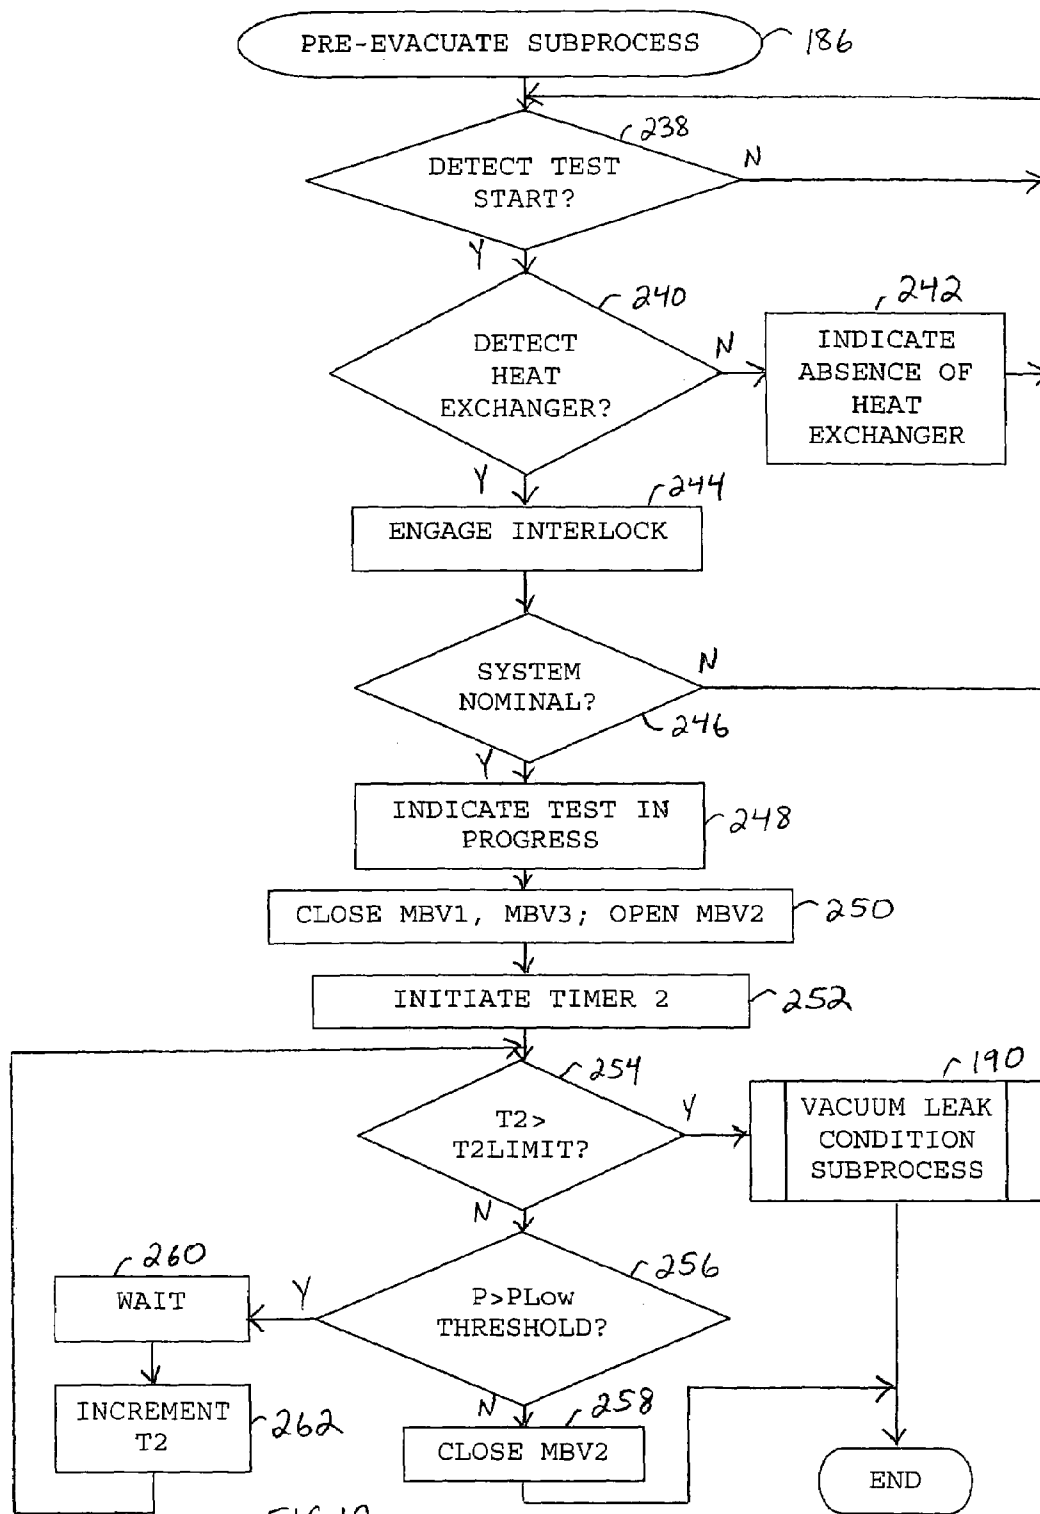 PRE-EVACUATE SUBPROCESS
186
238
DETECT TEST
START?
N
Y
240
DETECT
HEAT
EXCHANGER?
N
242
INDICATE
ABSENCE OF
HEAT
EXCHANGER
Y
244
ENGAGE INTERLOCK
SYSTEM
NOMINAL?
N
246
Y
INDICATE TEST IN
PROGRESS
248
CLOSE MBV1, MBV3; OPEN MBV2
250
INITIATE TIMER 2
252
254
T2>
T2LIMIT?
Y
190
VACUUM LEAK
CONDITION
SUBPROCESS
N
256
P>PLow
THRESHOLD?
Y
260
WAIT
INCREMENT
T2
262
N
258
CLOSE MBV2
END